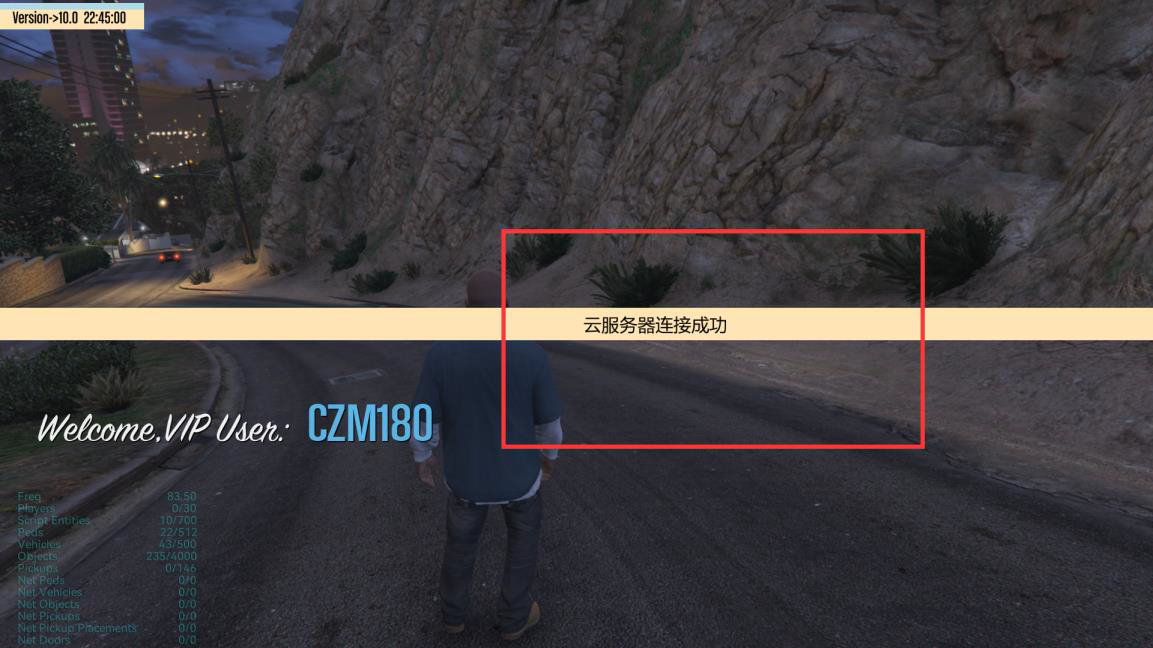 Version->10.0 22:45:00
云服务器连接成功
Welcome,VIP User: CZM180
Freq 83.50
Players 0/30
Script Entities 10/700
Peds 22/512
Vehicles 43/500
Objects 235/4000
Pickups 0/146
Net Peds 0/0
Net Vehicles 0/0
Net Objects 0/0
Net Pickups 0/0
Net Pickup Placements 0/0
Net Doors 0/0